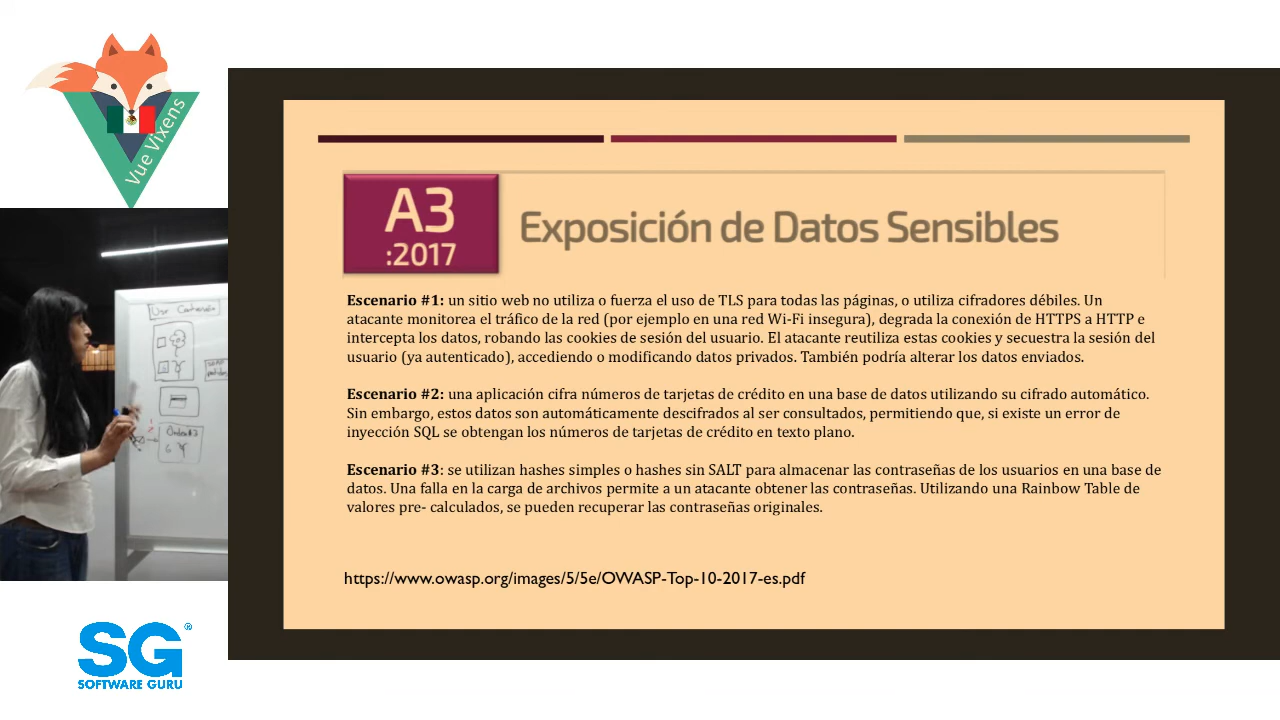 Vue Vixens
Usar Contraseña
SG®
SOFTWARE GURU
A3
:2017
Exposición de Datos Sensibles
Escenario #1: un sitio web no utiliza o fuerza el uso de TLS para todas las páginas, o utiliza cifradores débiles. Un
atacante monitorea el tráfico de la red (por ejemplo en una red Wi-Fi insegura), degrada la conexión de HTTPS a HTTP e
intercepta los datos, robando las cookies de sesión del usuario. El atacante reutiliza estas cookies y secuestra la sesión del
usuario (ya autenticado), accediendo o modificando datos privados. También podría alterar los datos enviados.
Escenario #2: una aplicación cifra números de tarjetas de crédito en una base de datos utilizando su cifrado automático.
Sin embargo, estos datos son automáticamente descifrados al ser consultados, permitiendo que, si existe un error de
inyección SQL se obtengan los números de tarjetas de crédito en texto plano.
Escenario #3: se utilizan hashes simples o hashes sin SALT para almacenar las contraseñas de los usuarios en una base de
datos. Una falla en la carga de archivos permite a un atacante obtener las contraseñas. Utilizando una Rainbow Table de
valores pre- calculados, se pueden recuperar las contraseñas originales.
https://www.owasp.org/images/5/5e/OWASP-Top-10-2017-es.pdf